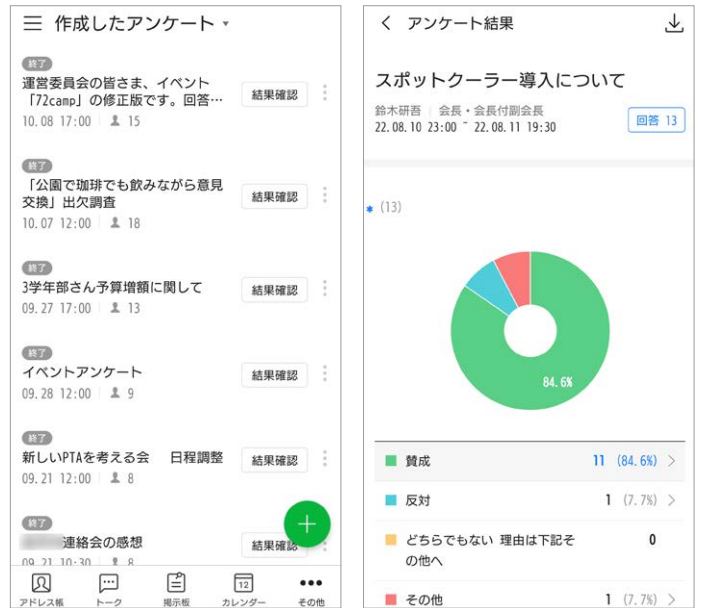 作成したアンケート
終了
運営委員会の皆さま、イベント
「72camp」の修正版です。回答…
結果確認
10.08 17:00 15
終了
「公園で珈琲でも飲みながら意見
交換」出欠調査
結果確認
10.07 12:00 18
終了
3学年部さん予算増額に関して
結果確認
09.27 17:00 13
終了
イベントアンケート
結果確認
09.28 12:00 9
終了
新しいPTAを考える会 日程調整
結果確認
09.21 12:00 8
終了
連絡会の感想
結果確認
09.21 10:30 8
アドレス帳 トーク 掲示板 12 カレンダー その他
アンケート結果
スポットクーラー導入について
鈴木研吾 会長・会長付副会長
22.08.10 23:00 ~ 22.08.11 19:30
回答 13
* (13)
84.6%
賛成 11 (84.6%)
反対 1 (7.7%)
どちらでもない 理由は下記そ 0
の他へ
その他 1 (7.7%)